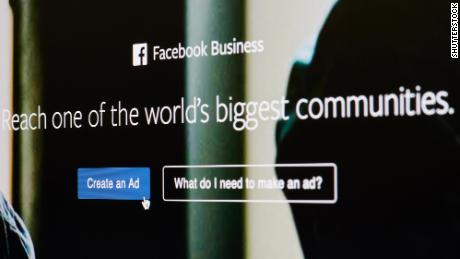 Facebook Business
Reach one of the world's biggest communities.
Create an Ad
What do I need to make an ad?
SHUTTERSTOCK